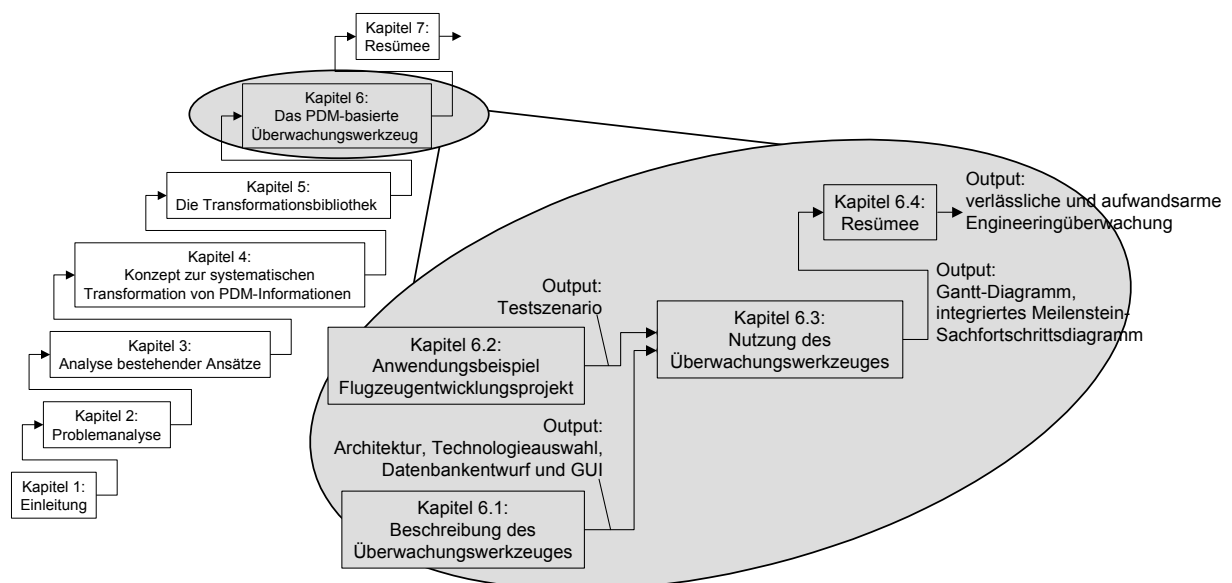 Kapitel 7:
Resümee
Kapitel 6:
Das PDM-basierte
Überwachungswerkzeug
Kapitel 5:
Die Transformationsbibliothek
Kapitel 4:
Konzept zur systematischen
Transformation von PDM-Informationen
Kapitel 3:
Analyse bestehender Ansätze
Kapitel 2:
Problemanalyse
Kapitel 1:
Einleitung
Kapitel 6.4:
Resümee
Output:
verlässliche und aufwandsarme
Engineeringüberwachung
Output:
Gantt-Diagramm,
integriertes Meilenstein-
Sachfortschrittsdiagramm
Output:
Testszenario
Kapitel 6.3:
Nutzung des
Überwachungswerkzeuges
Kapitel 6.2:
Anwendungsbeispiel
Flugzeugentwicklungsprojekt
Output:
Architektur, Technologieauswahl,
Datenbankentwurf und GUI
Kapitel 6.1:
Beschreibung des
Überwachungswerkzeuges